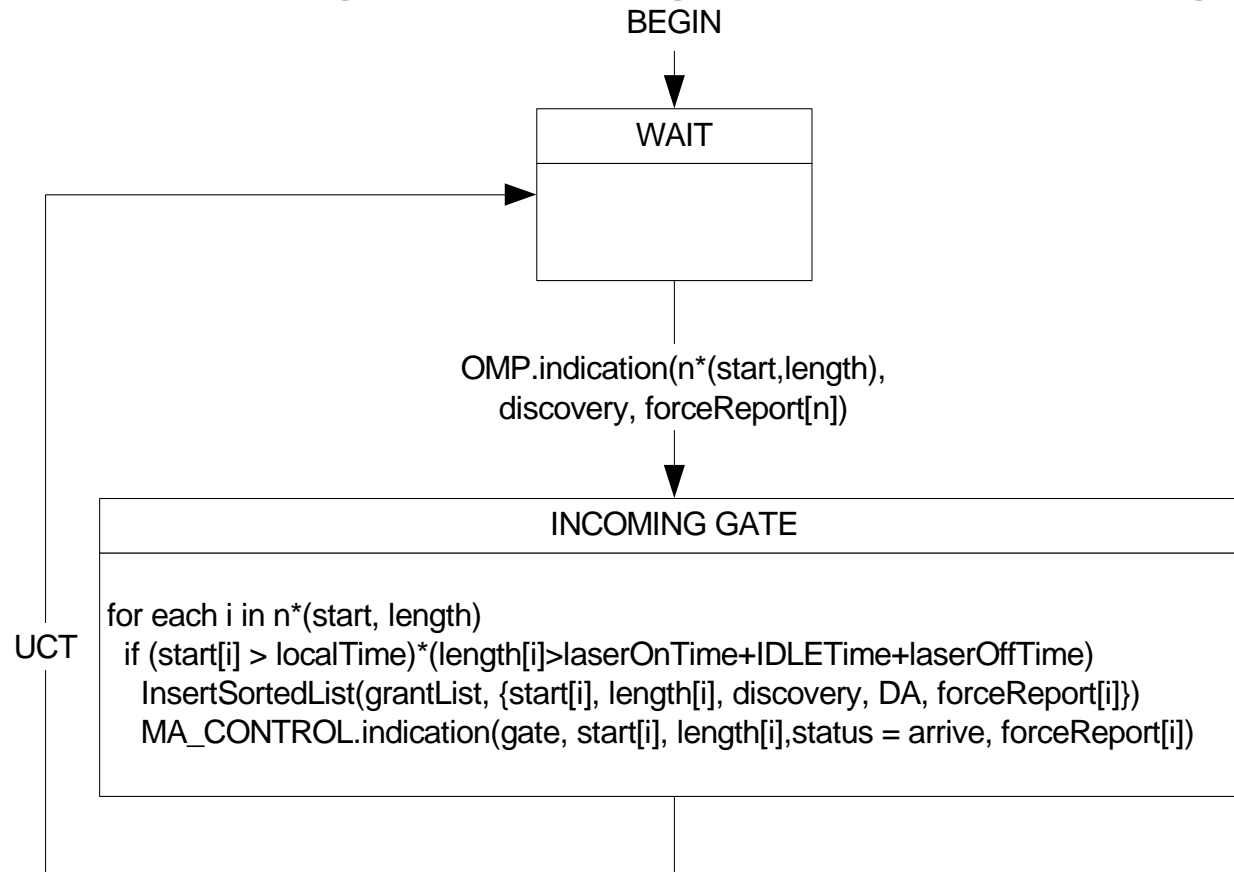 BEGIN
WAIT
OMP.indication(n*(start,length),
discovery, forceReport[n])
INCOMING GATE
for each i in n*(start, length)
if (start[i] > localTime)*(length[i]>laserOnTime+IDLETime+laserOffTime)
InsertSortedList(grantList, {start[i], length[i], discovery, DA, forceReport[i]})
MA_CONTROL.indication(gate, start[i], length[i],status = arrive, forceReport[i])
UCT